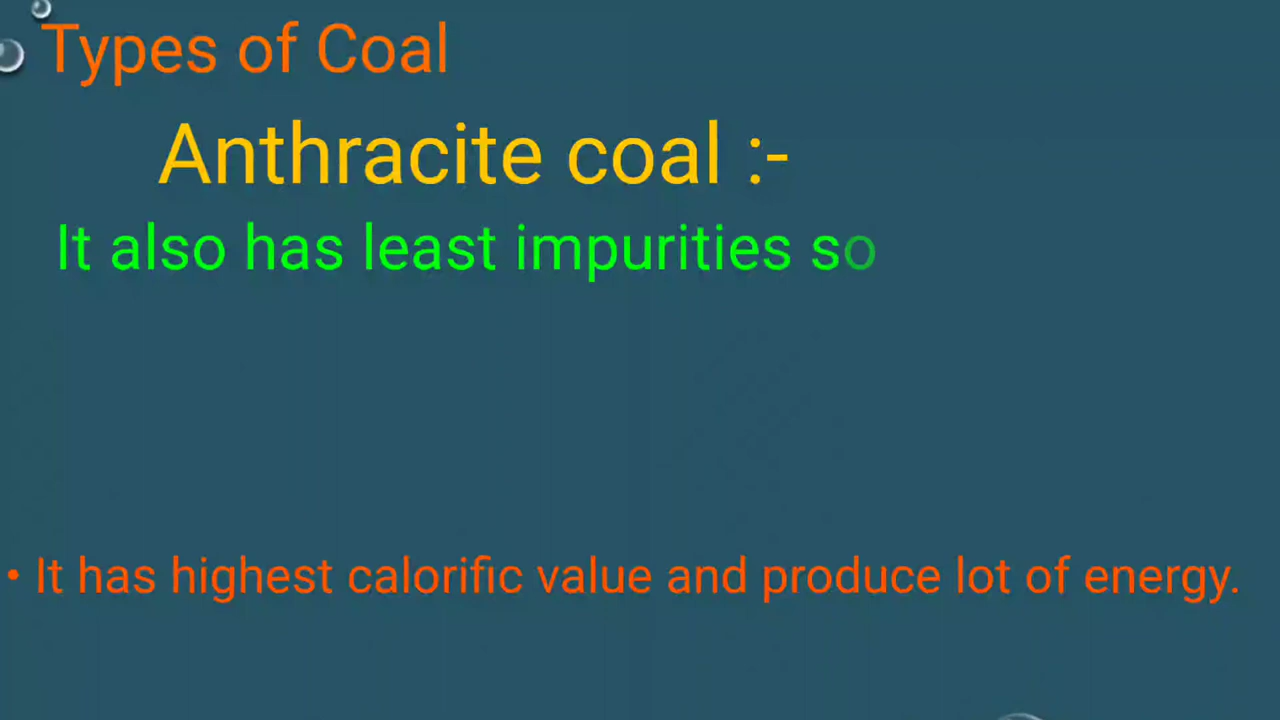 Types of Coal
Anthracite coal :-
It also has least impurities so
• It has highest calorific value and produce lot of energy.